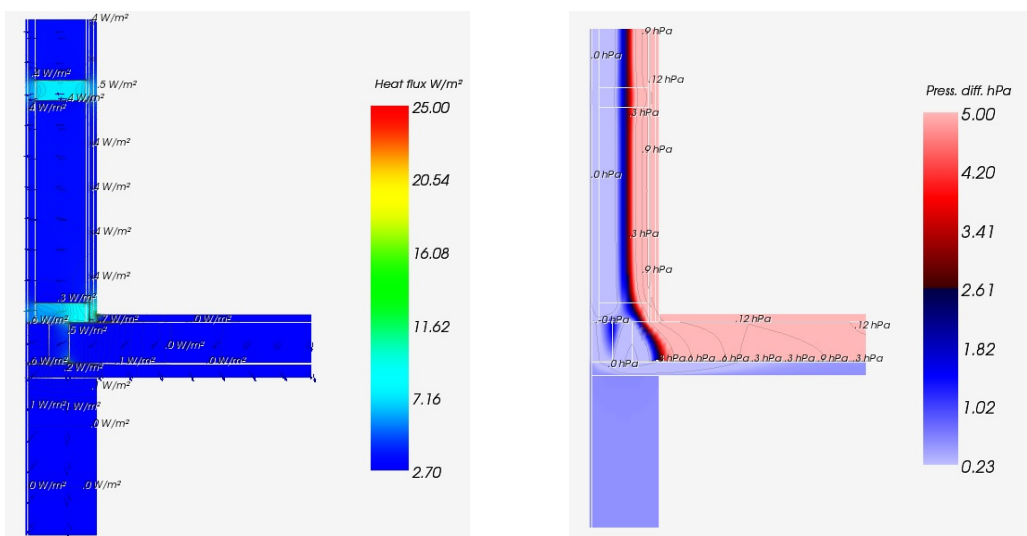 .4 W/m²
.4 W/m²
.5 W/m²
.4 W/m²
.4 W/m²
.4 W/m²
.4 W/m²
.4 W/m²
.4 W/m²
.3 W/m²
.6 W/m²
.7 W/m²
.0 W/m²
.5 W/m²
.0 W/m²
.6 W/m²
.1 W/m²
.0 W/m²
.2 W/m²
.1 W/m²
.1 W/m²
.0 W/m²
.0 W/m²
.0 W/m²
Heat flux W/m²
25.00
20.54
16.08
11.62
7.16
2.70
.9 hPa
.0 hPa
.12 hPa
.3 hPa
.9 hPa
.0 hPa
.3 hPa
.9 hPa
.-0 hPa
.12 hPa
.12 hPa
.0 hPa
.6 hPa
.6 hPa
.3 hPa
.3 hPa
.9 hPa
.3 hPa
Press. diff. hPa
5.00
4.20
3.41
2.61
1.82
1.02
0.23